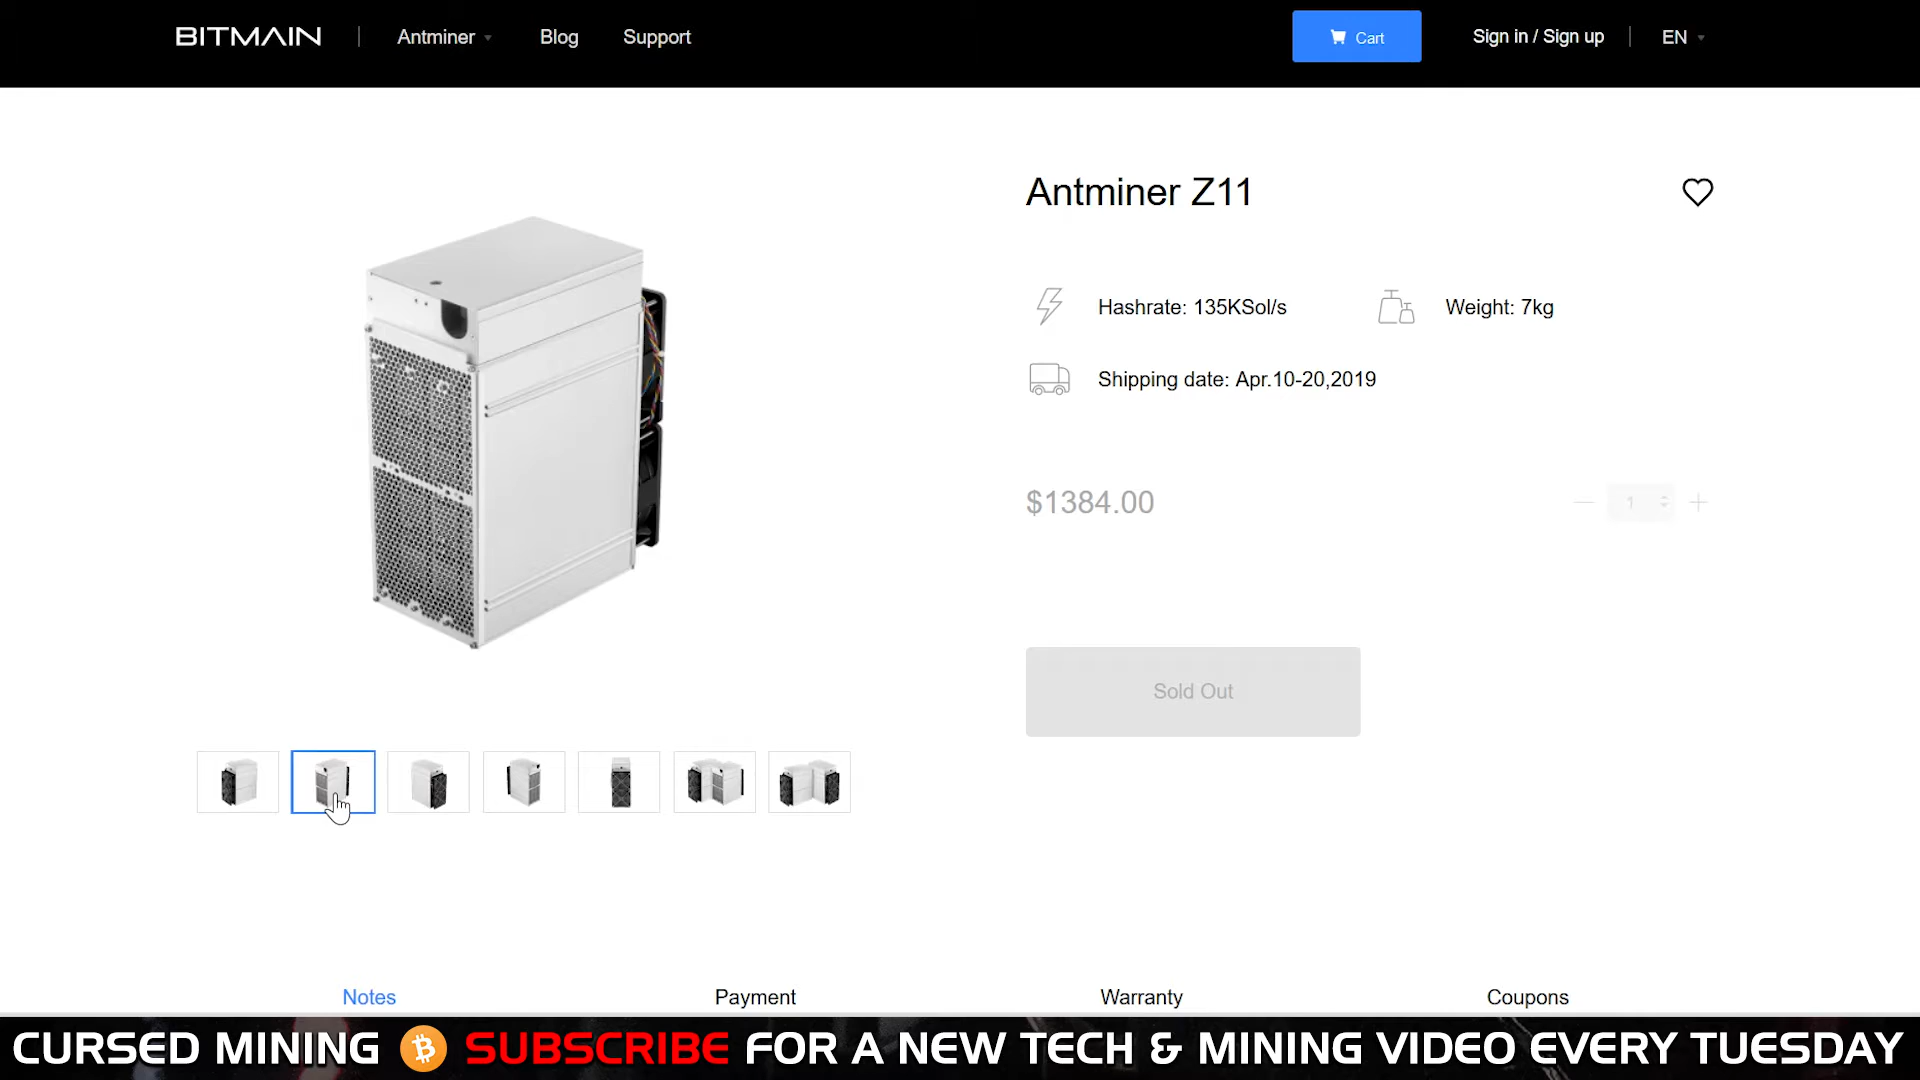 BITMAIN
Antminer
Blog
Support
Cart
Sign in / Sign up
EN
Antminer Z11
Hashrate: 135KSol/s
Weight: 7kg
Shipping date: Apr.10-20,2019
$1384.00
1
Sold Out
Notes
Payment
Warranty
Coupons
CURSED MINING SUBSCRIBE FOR A NEW TECH & MINING VIDEO EVERY TUESDAY